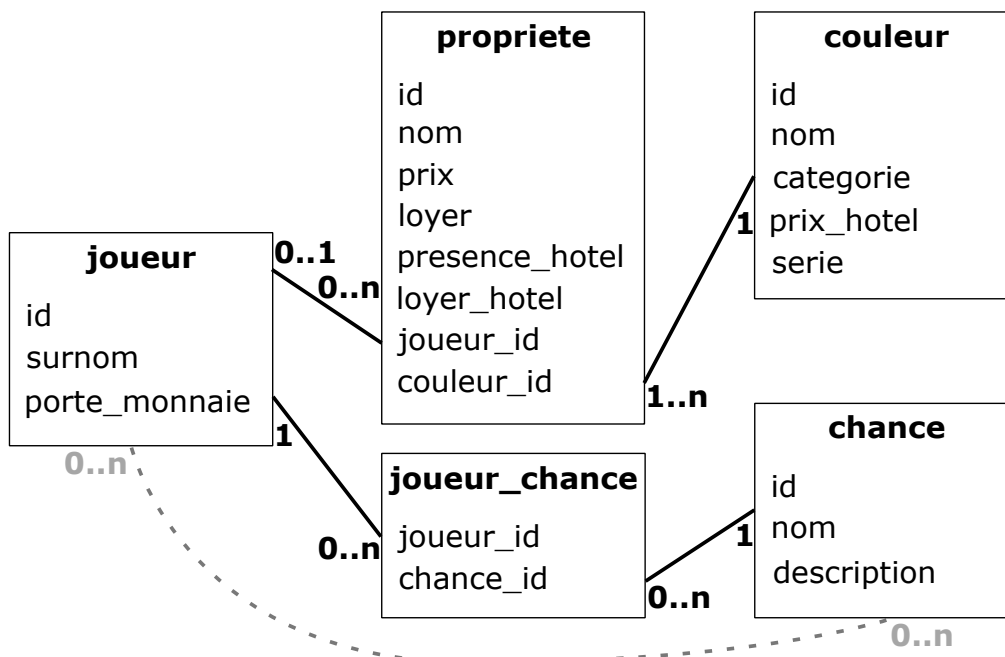 propriete
id
nom
prix
loyer
presence_hotel
loyer_hotel
joueur_id
couleur_id
couleur
id
nom
categorie
prix_hotel
serie
joueur
id
surnom
porte_monnaie
joueur_chance
joueur_id
chance_id
chance
id
nom
description
0..1
0..n
1
1..n
1
0..n
1
0..n
0..n
0..n